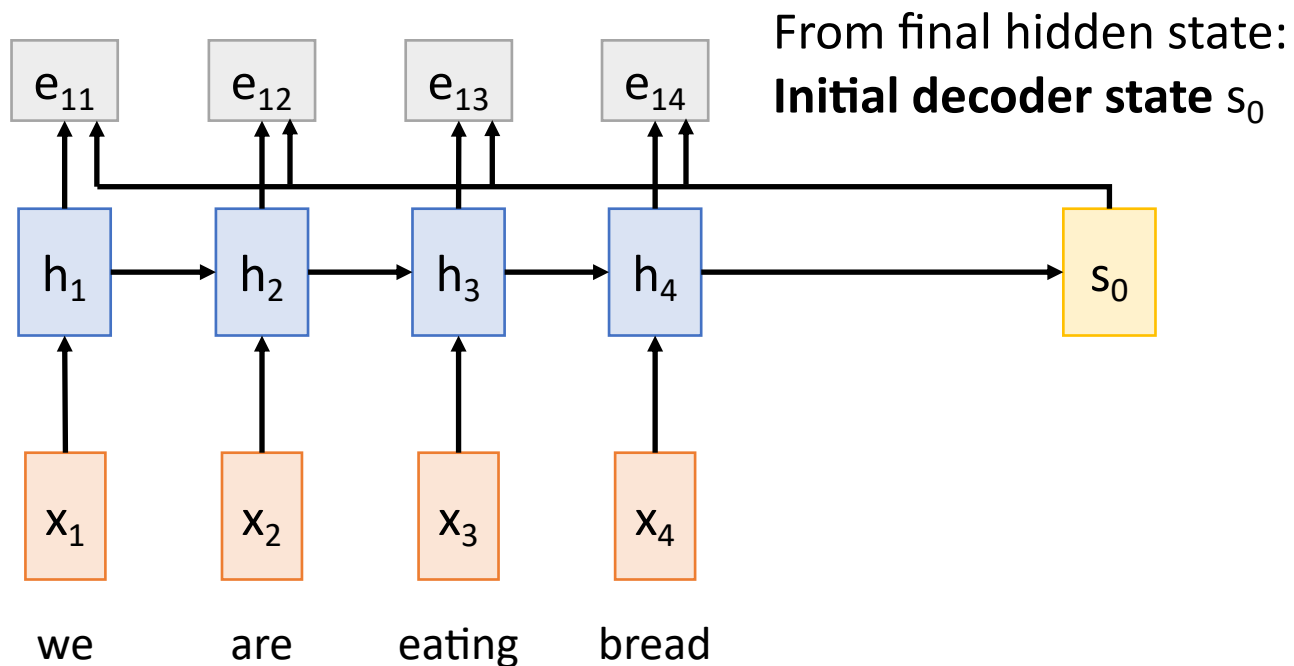 From final hidden state:
Initial decoder state s₀
e₁₁ e₁₂ e₁₃ e₁₄
h₁ h₂ h₃ h₄ s₀
x₁ x₂ x₃ x₄
we are eating bread